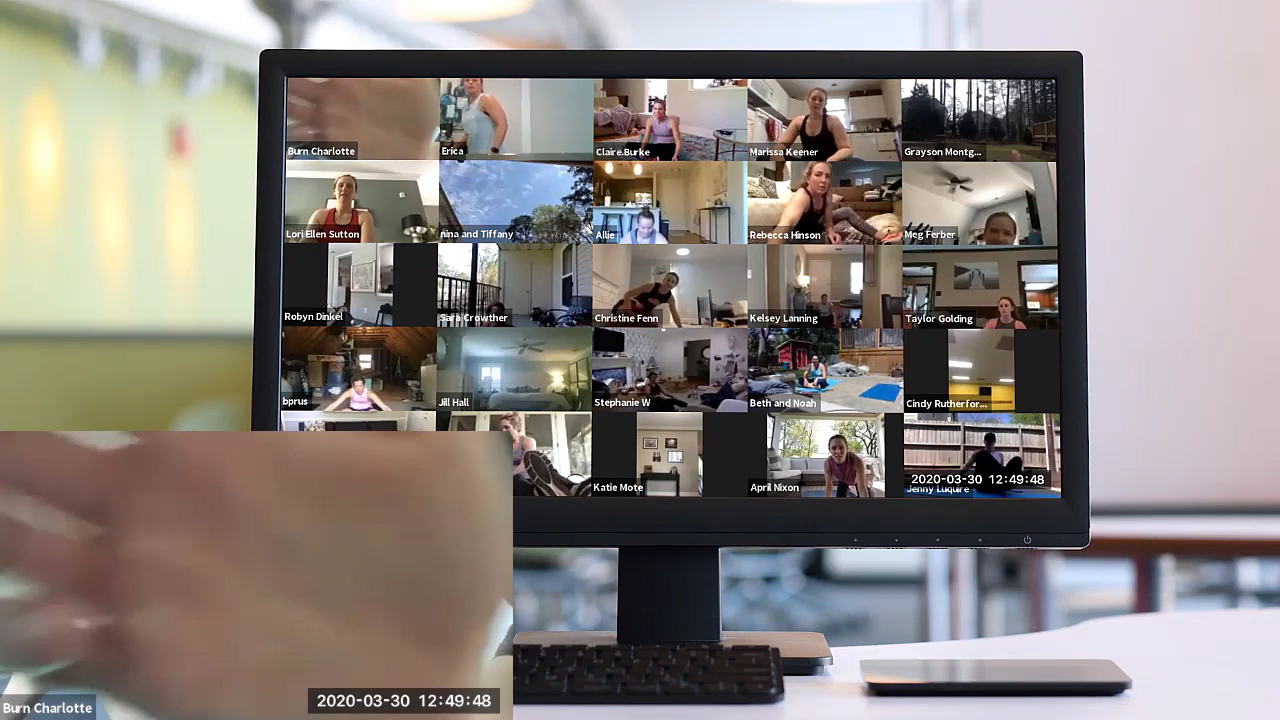 Burn Charlotte
Erica
Claire Burke
Marissa Keener
Grayson Montg...
Lori Ellen Sutton
nina and Tiffany
Allie
Rebecca Hinson
Meg Ferber
Robyn Dinkel
Sara Crowther
Christine Fenn
Kelsey Lanning
Taylor Golding
bprus
Jill Hall
Stephanie W
Beth and Noah
Cindy Rutherfor...
Katie Mote
April Nixon
2020-03-30 12:49:48
Jenny Luquire
Burn Charlotte
2020-03-30 12:49:48